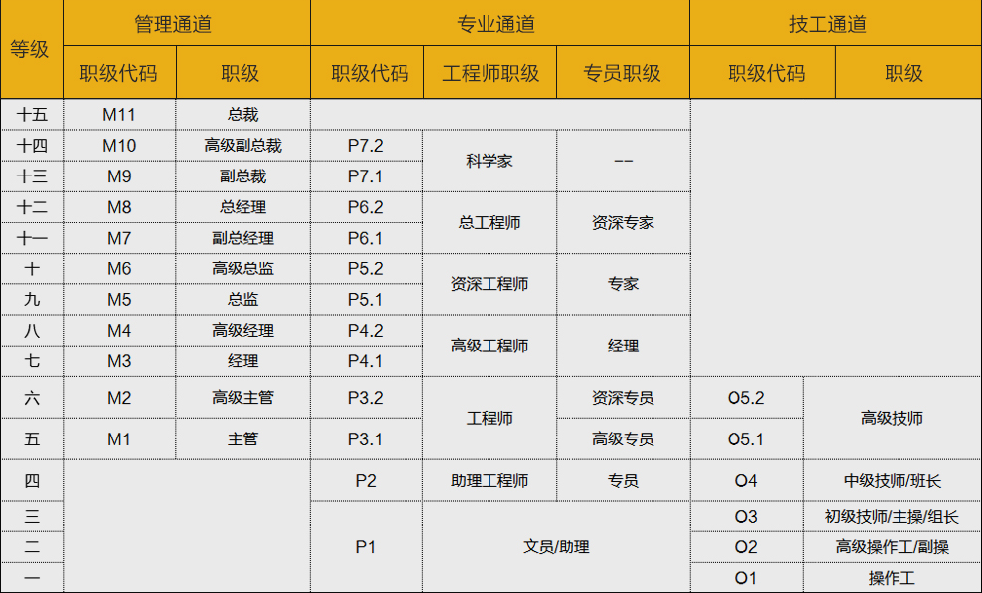 等级 管理通道 专业通道 技工通道
职级代码 职级 职级代码 工程师职级 专员职级 职级代码 职级
十五 M11 总裁
十四 M10 高级副总裁 P7.2 科学家 --
十三 M9 副总裁 P7.1
十二 M8 总经理 P6.2 总工程师 资深专家
十一 M7 副总经理 P6.1
十 M6 高级总监 P5.2 资深工程师 专家
九 M5 总监 P5.1
八 M4 高级经理 P4.2 高级工程师 经理
七 M3 经理 P4.1
六 M2 高级主管 P3.2 工程师 资深专员 O5.2 高级技师
五 M1 主管 P3.1 高级专员 O5.1
四 P2 助理工程师 专员 O4 中级技师/班长
三 P1 文员/助理 O3 初级技师/主操/组长
二 O2 高级操作工/副操
一 O1 操作工